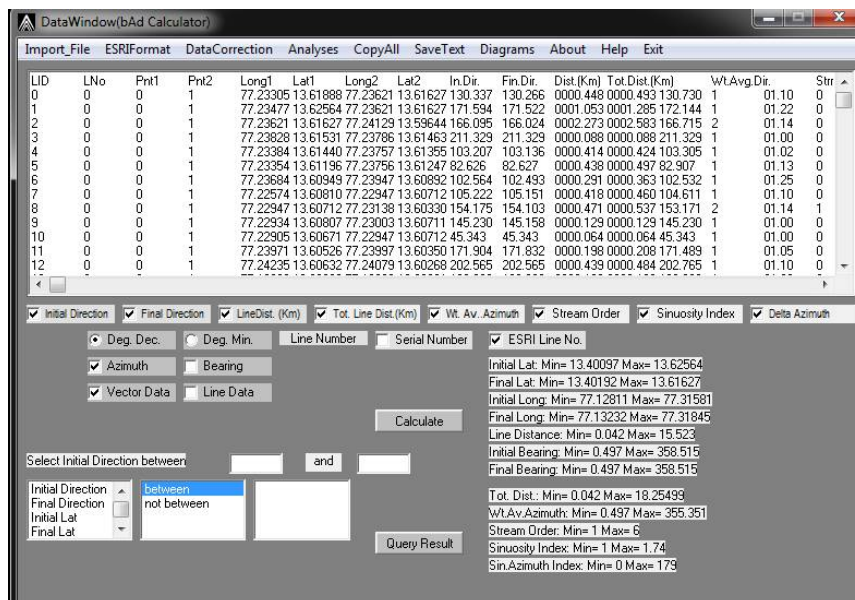 DataWindow(bAd Calculator)
Import_File ESRIFormat DataCorrection Analyses CopyAll SaveText Diagrams About Help Exit
LID LNo Pnt1 Pnt2 Long1 Lat1 Long2 Lat2 In.Dir. Fin.Dir. Dist.(Km) Tot.Dist.(Km) Wt.Avg.Dir. Strr
0 0 0 1 77.23305 13.61888 77.23621 13.61627 130.337 130.266 0000.448 0000.493 130.730 1 01.10 0
1 0 0 1 77.23477 13.62564 77.23621 13.61627 171.594 171.522 0001.053 0001.285 172.144 1 01.22 0
2 0 0 1 77.23621 13.61627 77.24129 13.59644 166.095 166.024 0002.273 0002.583 166.715 2 01.14 0
3 0 0 1 77.23828 13.61531 77.23786 13.61463 211.329 211.329 0000.088 0000.088 211.329 1 01.00 0
4 0 0 1 77.23384 13.61440 77.23757 13.61355 103.207 103.136 0000.414 0000.424 103.305 1 01.02 0
5 0 0 1 77.23354 13.61196 77.23756 13.61247 82.626 82.627 0000.438 0000.497 82.907 1 01.13 0
6 0 0 1 77.23684 13.60949 77.23947 13.60892 102.564 102.493 0000.291 0000.363 102.532 1 01.25 0
7 0 0 1 77.22574 13.60810 77.22947 13.60712 105.222 105.151 0000.418 0000.460 104.611 1 01.10 0
8 0 0 1 77.22947 13.60712 77.23138 13.60330 154.175 154.103 0000.471 0000.537 153.171 2 01.14 1
9 0 0 1 77.22934 13.60807 77.23003 13.60711 145.230 145.158 0000.129 0000.129 145.230 1 01.00 0
10 0 0 1 77.22905 13.60671 77.22947 13.60712 45.343 45.343 0000.064 0000.064 45.343 1 01.00 0
11 0 0 1 77.23971 13.60526 77.23997 13.60350 171.904 171.832 0000.198 0000.208 171.489 1 01.05 0
12 0 0 1 77.24235 13.60632 77.24079 13.60268 202.565 202.565 0000.439 0000.484 202.765 1 01.10 0
Initial Direction Final Direction LineDist. (Km) Tot. Line Dist.(Km) Wt. Av..Azimuth Stream Order Sinuosity Index Delta Azimuth
Deg. Dec. Deg. Min. Line Number Serial Number ESRI Line No.
Azimuth Bearing
Vector Data Line Data
Calculate
Select Initial Direction between and
Initial Direction
Final Direction
Initial Lat
Final Lat
between
not between
Query Result
Initial Lat: Min= 13.40097 Max= 13.62564
Final Lat: Min= 13.40192 Max= 13.61627
Initial Long: Min= 77.12811 Max= 77.31581
Final Long: Min= 77.13232 Max= 77.31845
Line Distance: Min= 0.042 Max= 15.523
Initial Bearing: Min= 0.497 Max= 358.515
Final Bearing: Min= 0.497 Max= 358.515
Tot. Dist.: Min= 0.042 Max= 18.25499
Wt.Av.Azimuth: Min= 0.497 Max= 355.351
Stream Order: Min= 1 Max= 6
Sinuosity Index: Min= 1 Max= 1.74
Sin.Azimuth Index: Min= 0 Max= 179